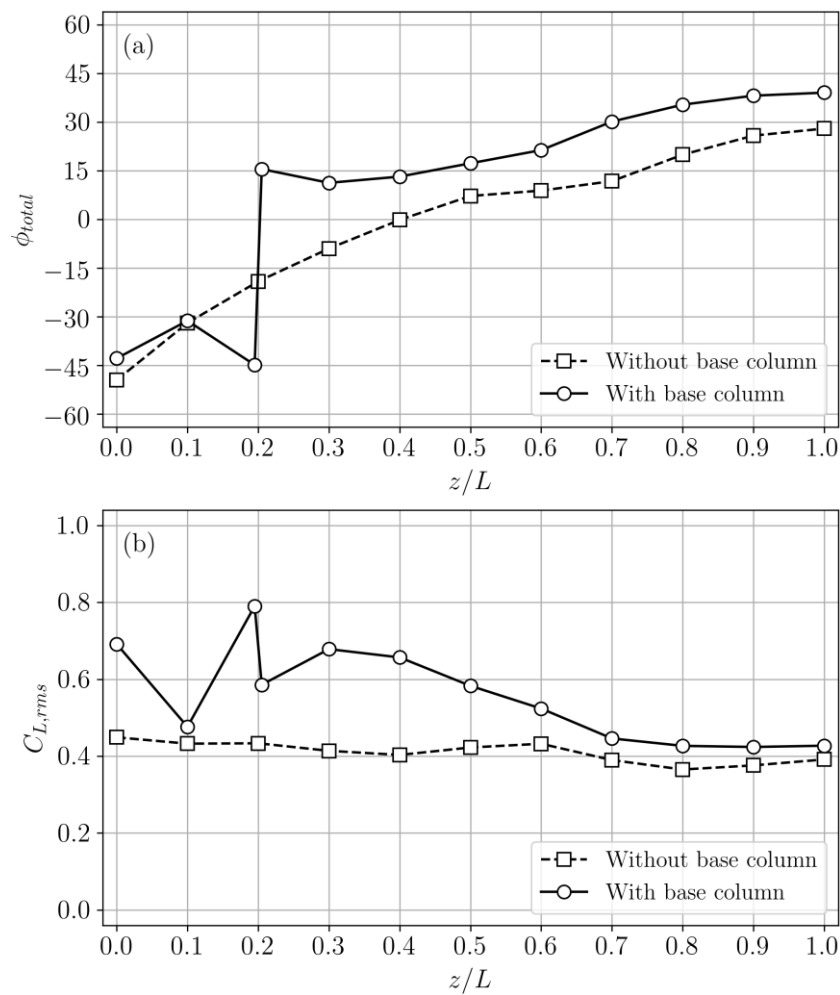 (a)
60
45
30
15
0
−15
−30
−45
−60
ϕtotal
Without base column
With base column
0.0 0.1 0.2 0.3 0.4 0.5 0.6 0.7 0.8 0.9 1.0
z/L
(b)
1.0
0.8
0.6
0.4
0.2
0.0
CL,rms
Without base column
With base column
0.0 0.1 0.2 0.3 0.4 0.5 0.6 0.7 0.8 0.9 1.0
z/L